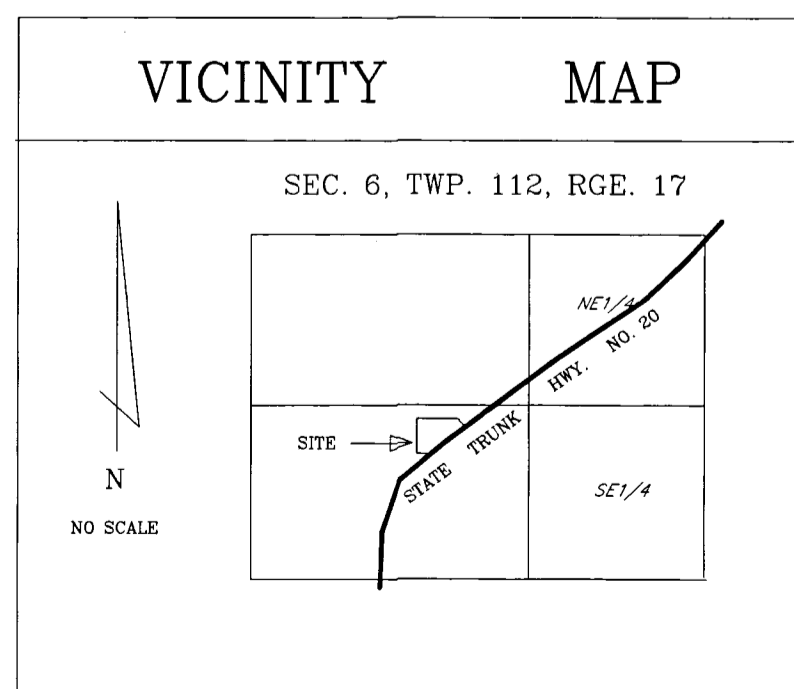 VICINITY MAP
SEC. 6, TWP. 112, RGE. 17
NE1/4
STATE TRUNK HWY. NO. 20
SITE
SE1/4
N
NO SCALE